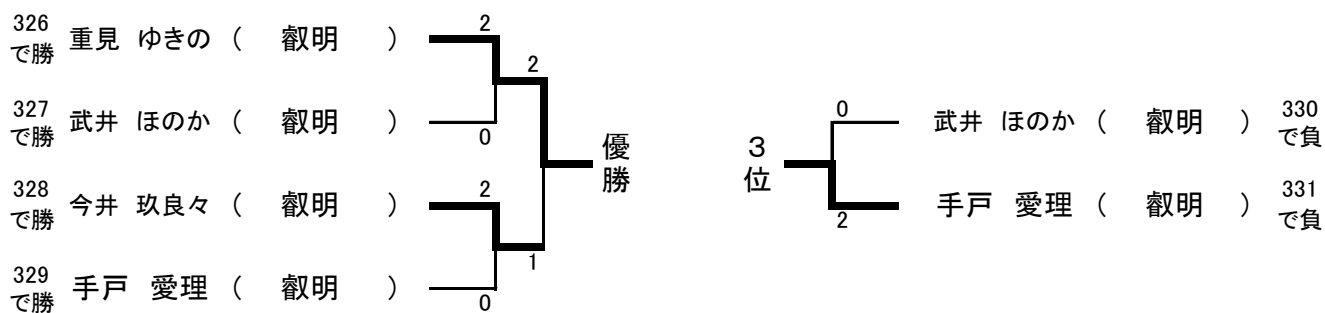 326
で勝
重見 ゆきの ( 叡明 )
2
2
327
で勝
武井 ほのか ( 叡明 )
0
優勝
328
で勝
今井 玖良々 ( 叡明 )
2
1
329
で勝
手戸 愛理 ( 叡明 )
0
3位
0
武井 ほのか ( 叡明 )
330
で負
2
手戸 愛理 ( 叡明 )
331
で負